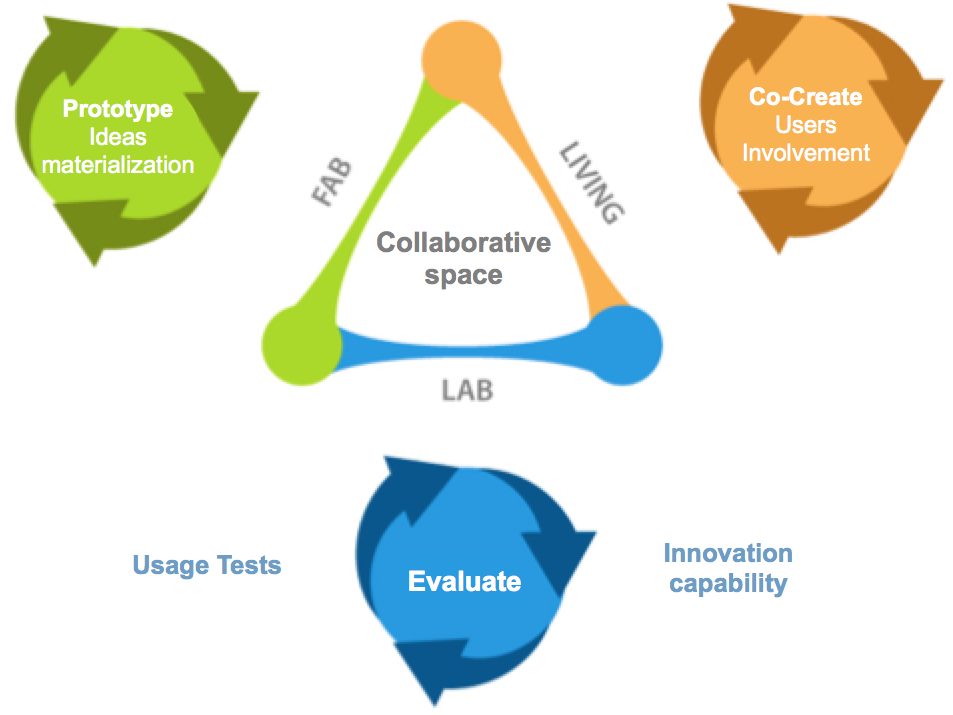 Prototype
Ideas
materialization
Co-Create
Users
Involvement
FAB
LIVING
Collaborative
space
LAB
Usage Tests
Evaluate
Innovation
capability